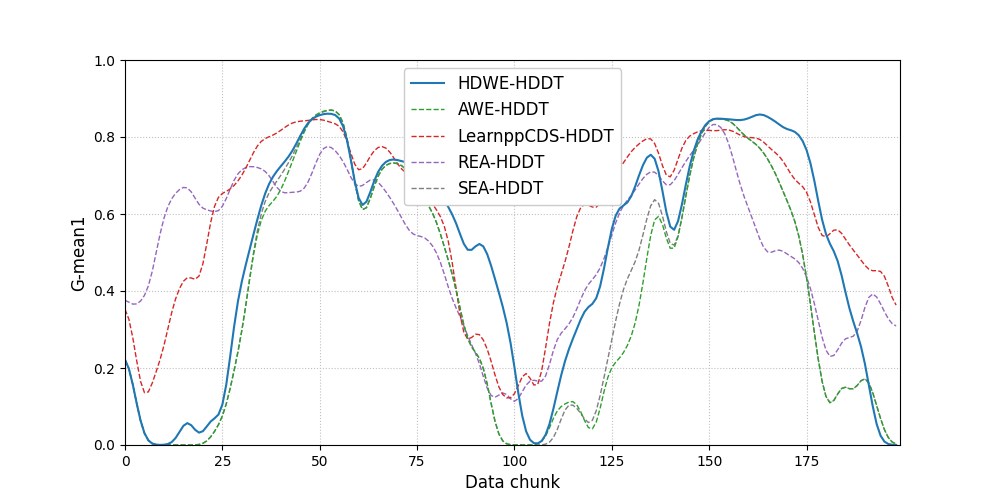 1.0
0.8
0.6
0.4
0.2
0.0
G-mean1
HDWE-HDDT
AWE-HDDT
LearnppCDS-HDDT
REA-HDDT
SEA-HDDT
0 25 50 75 100 125 150 175
Data chunk